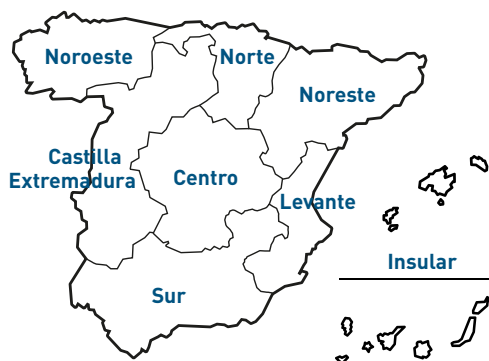 Noroeste
Norte
Noreste
Castilla
Extremadura
Centro
Levante
Insular
Sur